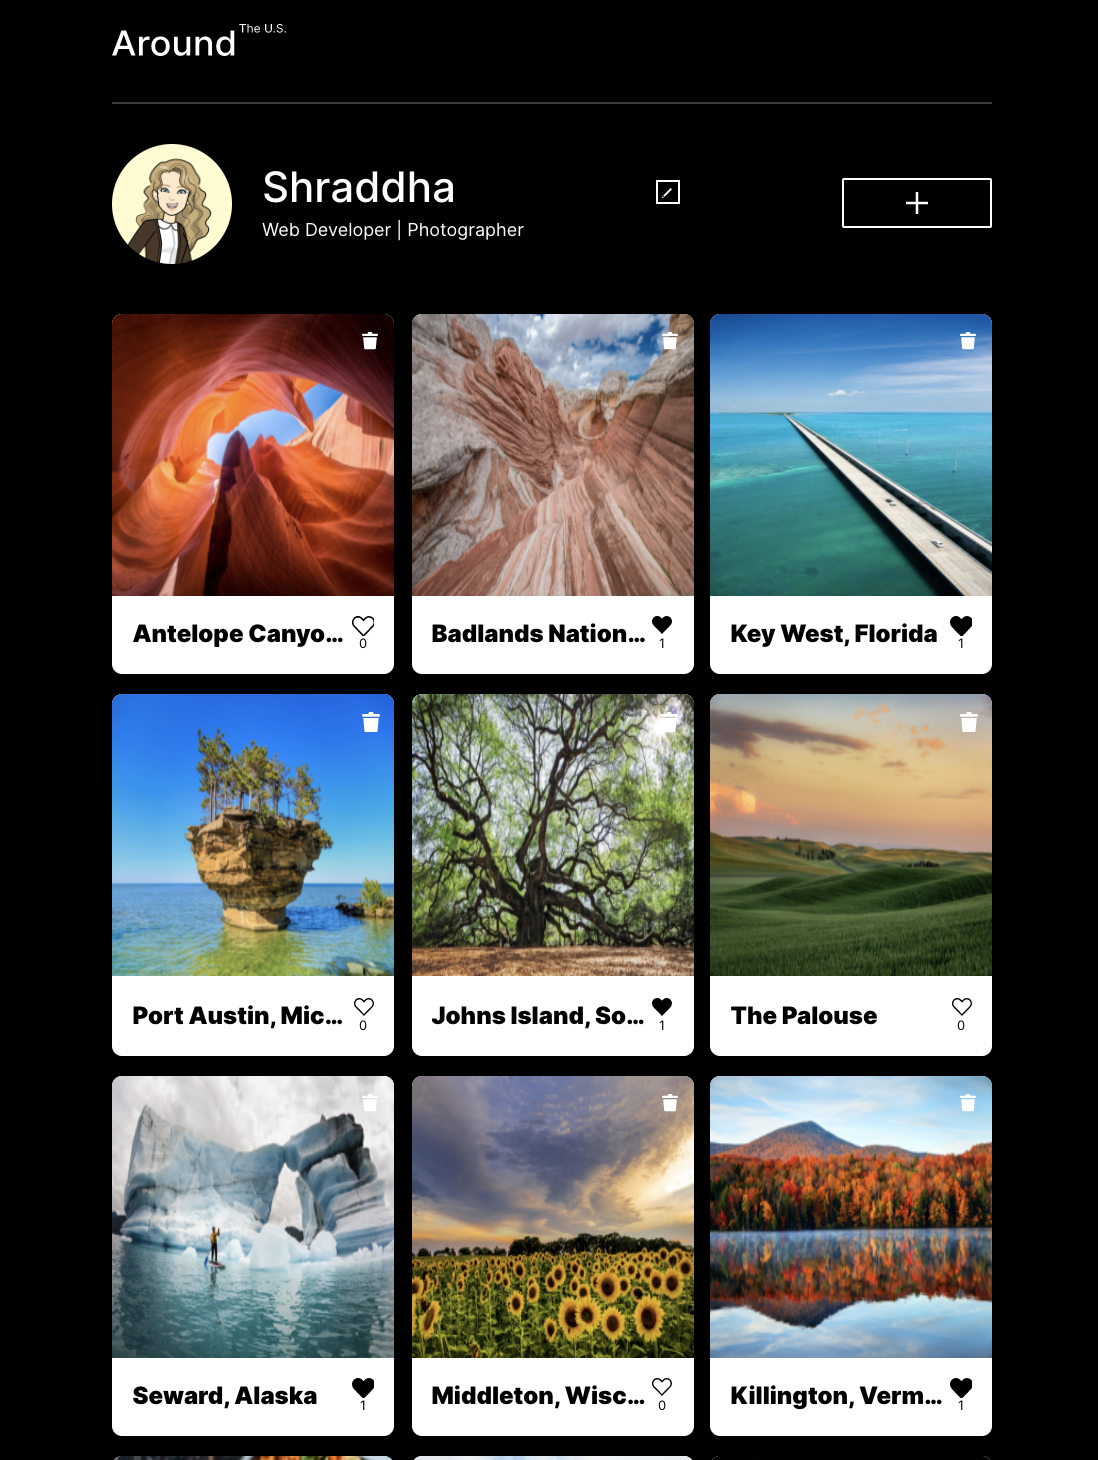 Around The U.S.
Shraddha
Web Developer | Photographer
Antelope Canyo...
0
Badlands Nation...
1
Key West, Florida
1
Port Austin, Mic...
0
Johns Island, So...
1
The Palouse
0
Seward, Alaska
1
Middleton, Wisc...
0
Killington, Verm...
1